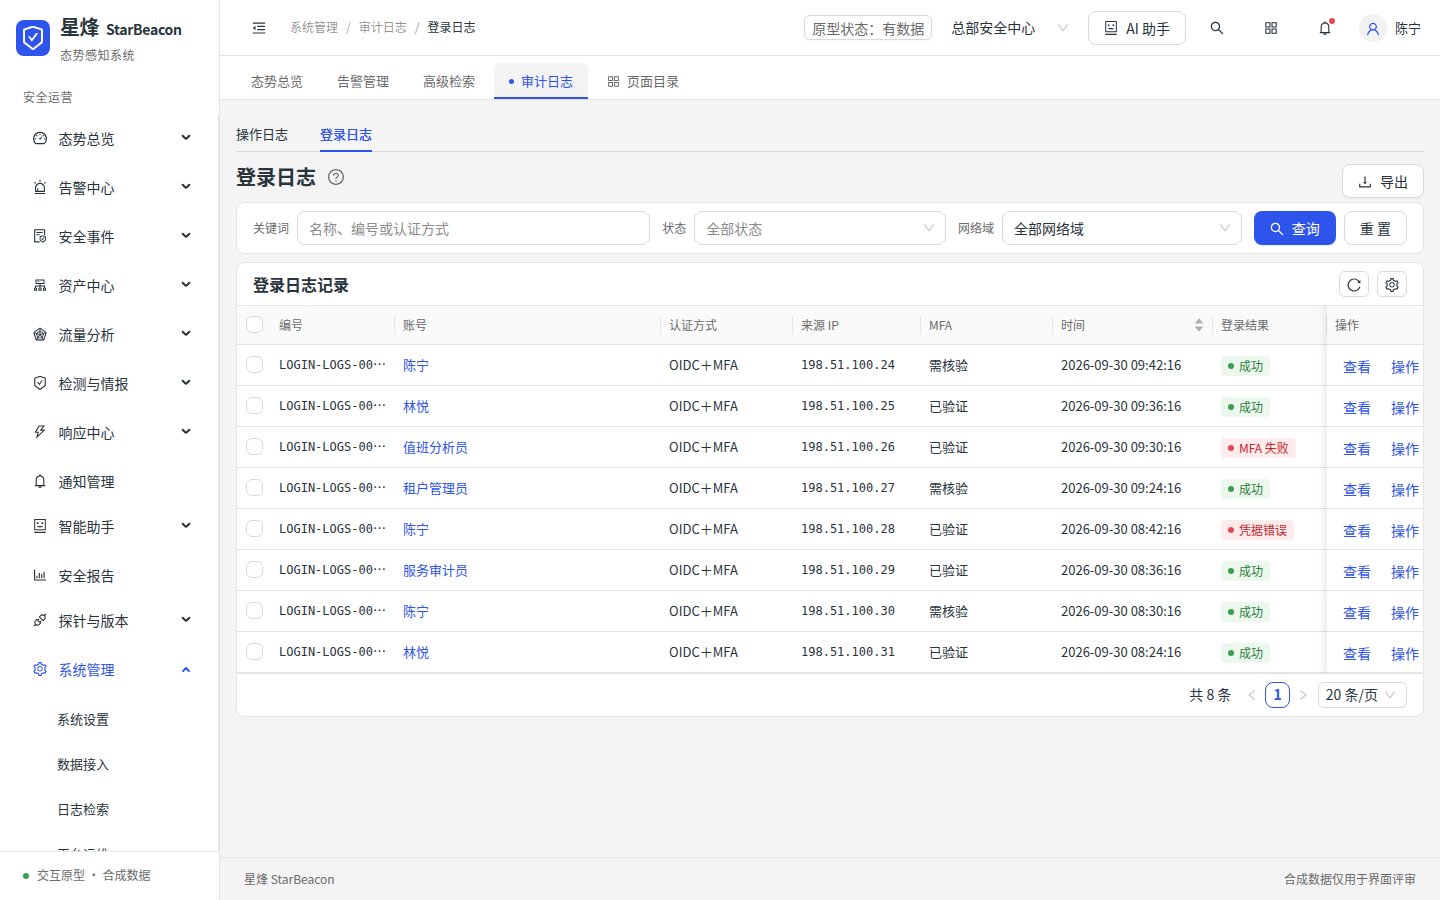 星烽 StarBeacon
态势感知系统
安全运营
态势总览
告警中心
安全事件
资产中心
流量分析
检测与情报
响应中心
通知管理
智能助手
安全报告
探针与版本
系统管理
系统设置
数据接入
日志检索
交互原型 · 合成数据
系统管理 / 审计日志 / 登录日志
原型状态：有数据
总部安全中心
AI 助手
陈宁
态势总览 告警管理 高级检索 审计日志 页面目录
操作日志 登录日志
登录日志
导出
关键词 名称、编号或认证方式 状态 全部状态 网络域 全部网络域 查询 重 置
登录日志记录
编号 账号 认证方式 来源 IP MFA 时间 登录结果 操作
LOGIN-LOGS-00··· 陈宁 OIDC＋MFA 198.51.100.24 需核验 2026-09-30 09:42:16 成功 查看 操作
LOGIN-LOGS-00··· 林悦 OIDC＋MFA 198.51.100.25 已验证 2026-09-30 09:36:16 成功 查看 操作
LOGIN-LOGS-00··· 值班分析员 OIDC＋MFA 198.51.100.26 已验证 2026-09-30 09:30:16 MFA 失败 查看 操作
LOGIN-LOGS-00··· 租户管理员 OIDC＋MFA 198.51.100.27 需核验 2026-09-30 09:24:16 成功 查看 操作
LOGIN-LOGS-00··· 陈宁 OIDC＋MFA 198.51.100.28 已验证 2026-09-30 08:42:16 凭据错误 查看 操作
LOGIN-LOGS-00··· 服务审计员 OIDC＋MFA 198.51.100.29 已验证 2026-09-30 08:36:16 成功 查看 操作
LOGIN-LOGS-00··· 陈宁 OIDC＋MFA 198.51.100.30 需核验 2026-09-30 08:30:16 成功 查看 操作
LOGIN-LOGS-00··· 林悦 OIDC＋MFA 198.51.100.31 已验证 2026-09-30 08:24:16 成功 查看 操作
共 8 条 1 20 条/页
星烽 StarBeacon
合成数据仅用于界面评审